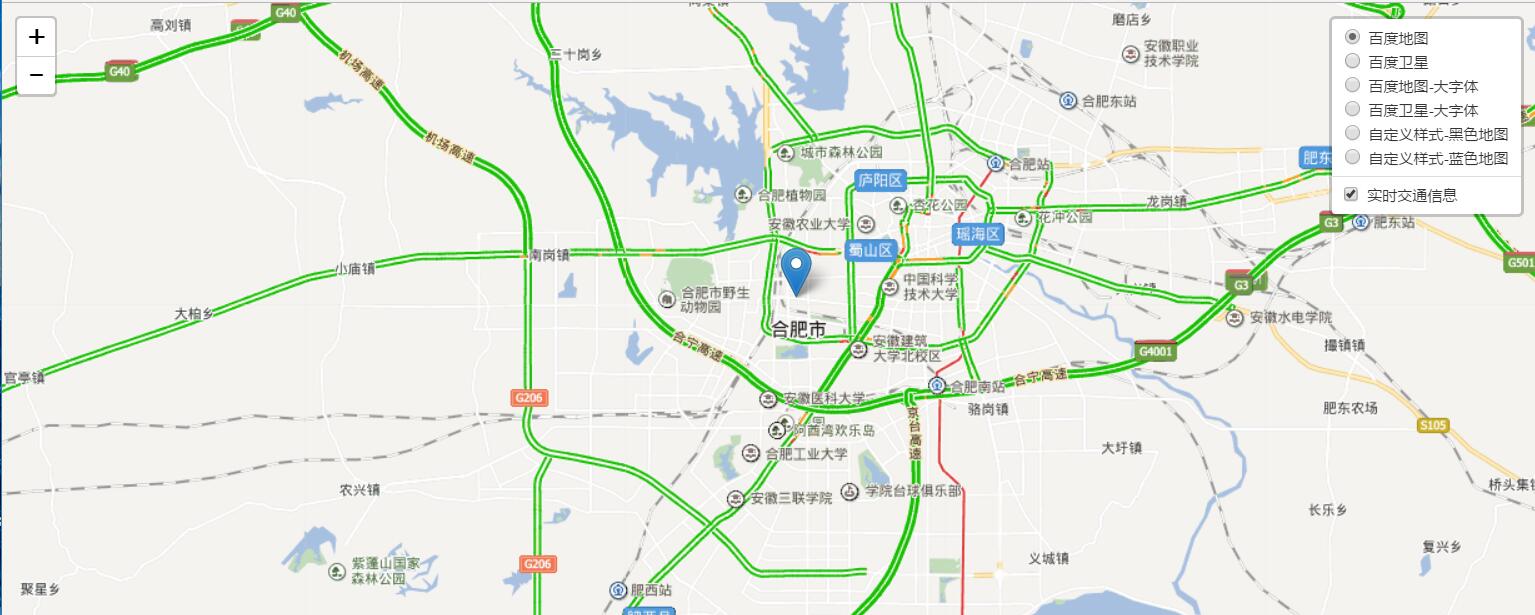 G40
高刘镇
岗集镇
磨店乡
+
−
G40
机场高速
三十岗乡
安徽职业
技术学院
百度地图
百度卫星
百度地图-大字体
百度卫星-大字体
自定义样式-黑色地图
自定义样式-蓝色地图
实时交通信息
合肥东站
机场高速
城市森林公园
合肥站
肥东
庐阳区
合肥植物园
杏花公园
龙岗镇
安徽农业大学
花冲公园
G3
肥东站
瑶海区
蜀山区
南岗镇
小庙镇
G501
中国科学
技术大学
G3
合肥市野生
动物园
大柏乡
安徽水电学院
合肥市
合宁高速
安徽建筑
大学北校区
G4001
撮镇镇
官亭镇
合宁高速
合肥南站
G206
安徽医科大学
骆岗镇
肥东农场
京台高速
阿酋湾欢乐岛
S105
合肥工业大学
大圩镇
农兴镇
安徽三联学院
学院台球俱乐部
桥头集镇
长乐乡
复兴乡
紫蓬山国家
森林公园
G206
义城镇
聚星乡
肥西站